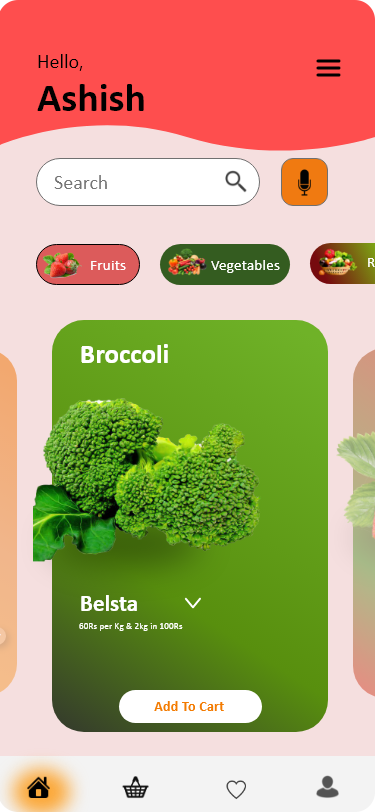 Hello,
Ashish
Search
Fruits
Vegetables
R
Broccoli
Belsta
60Rs per Kg & 2kg in 100Rs
Add To Cart